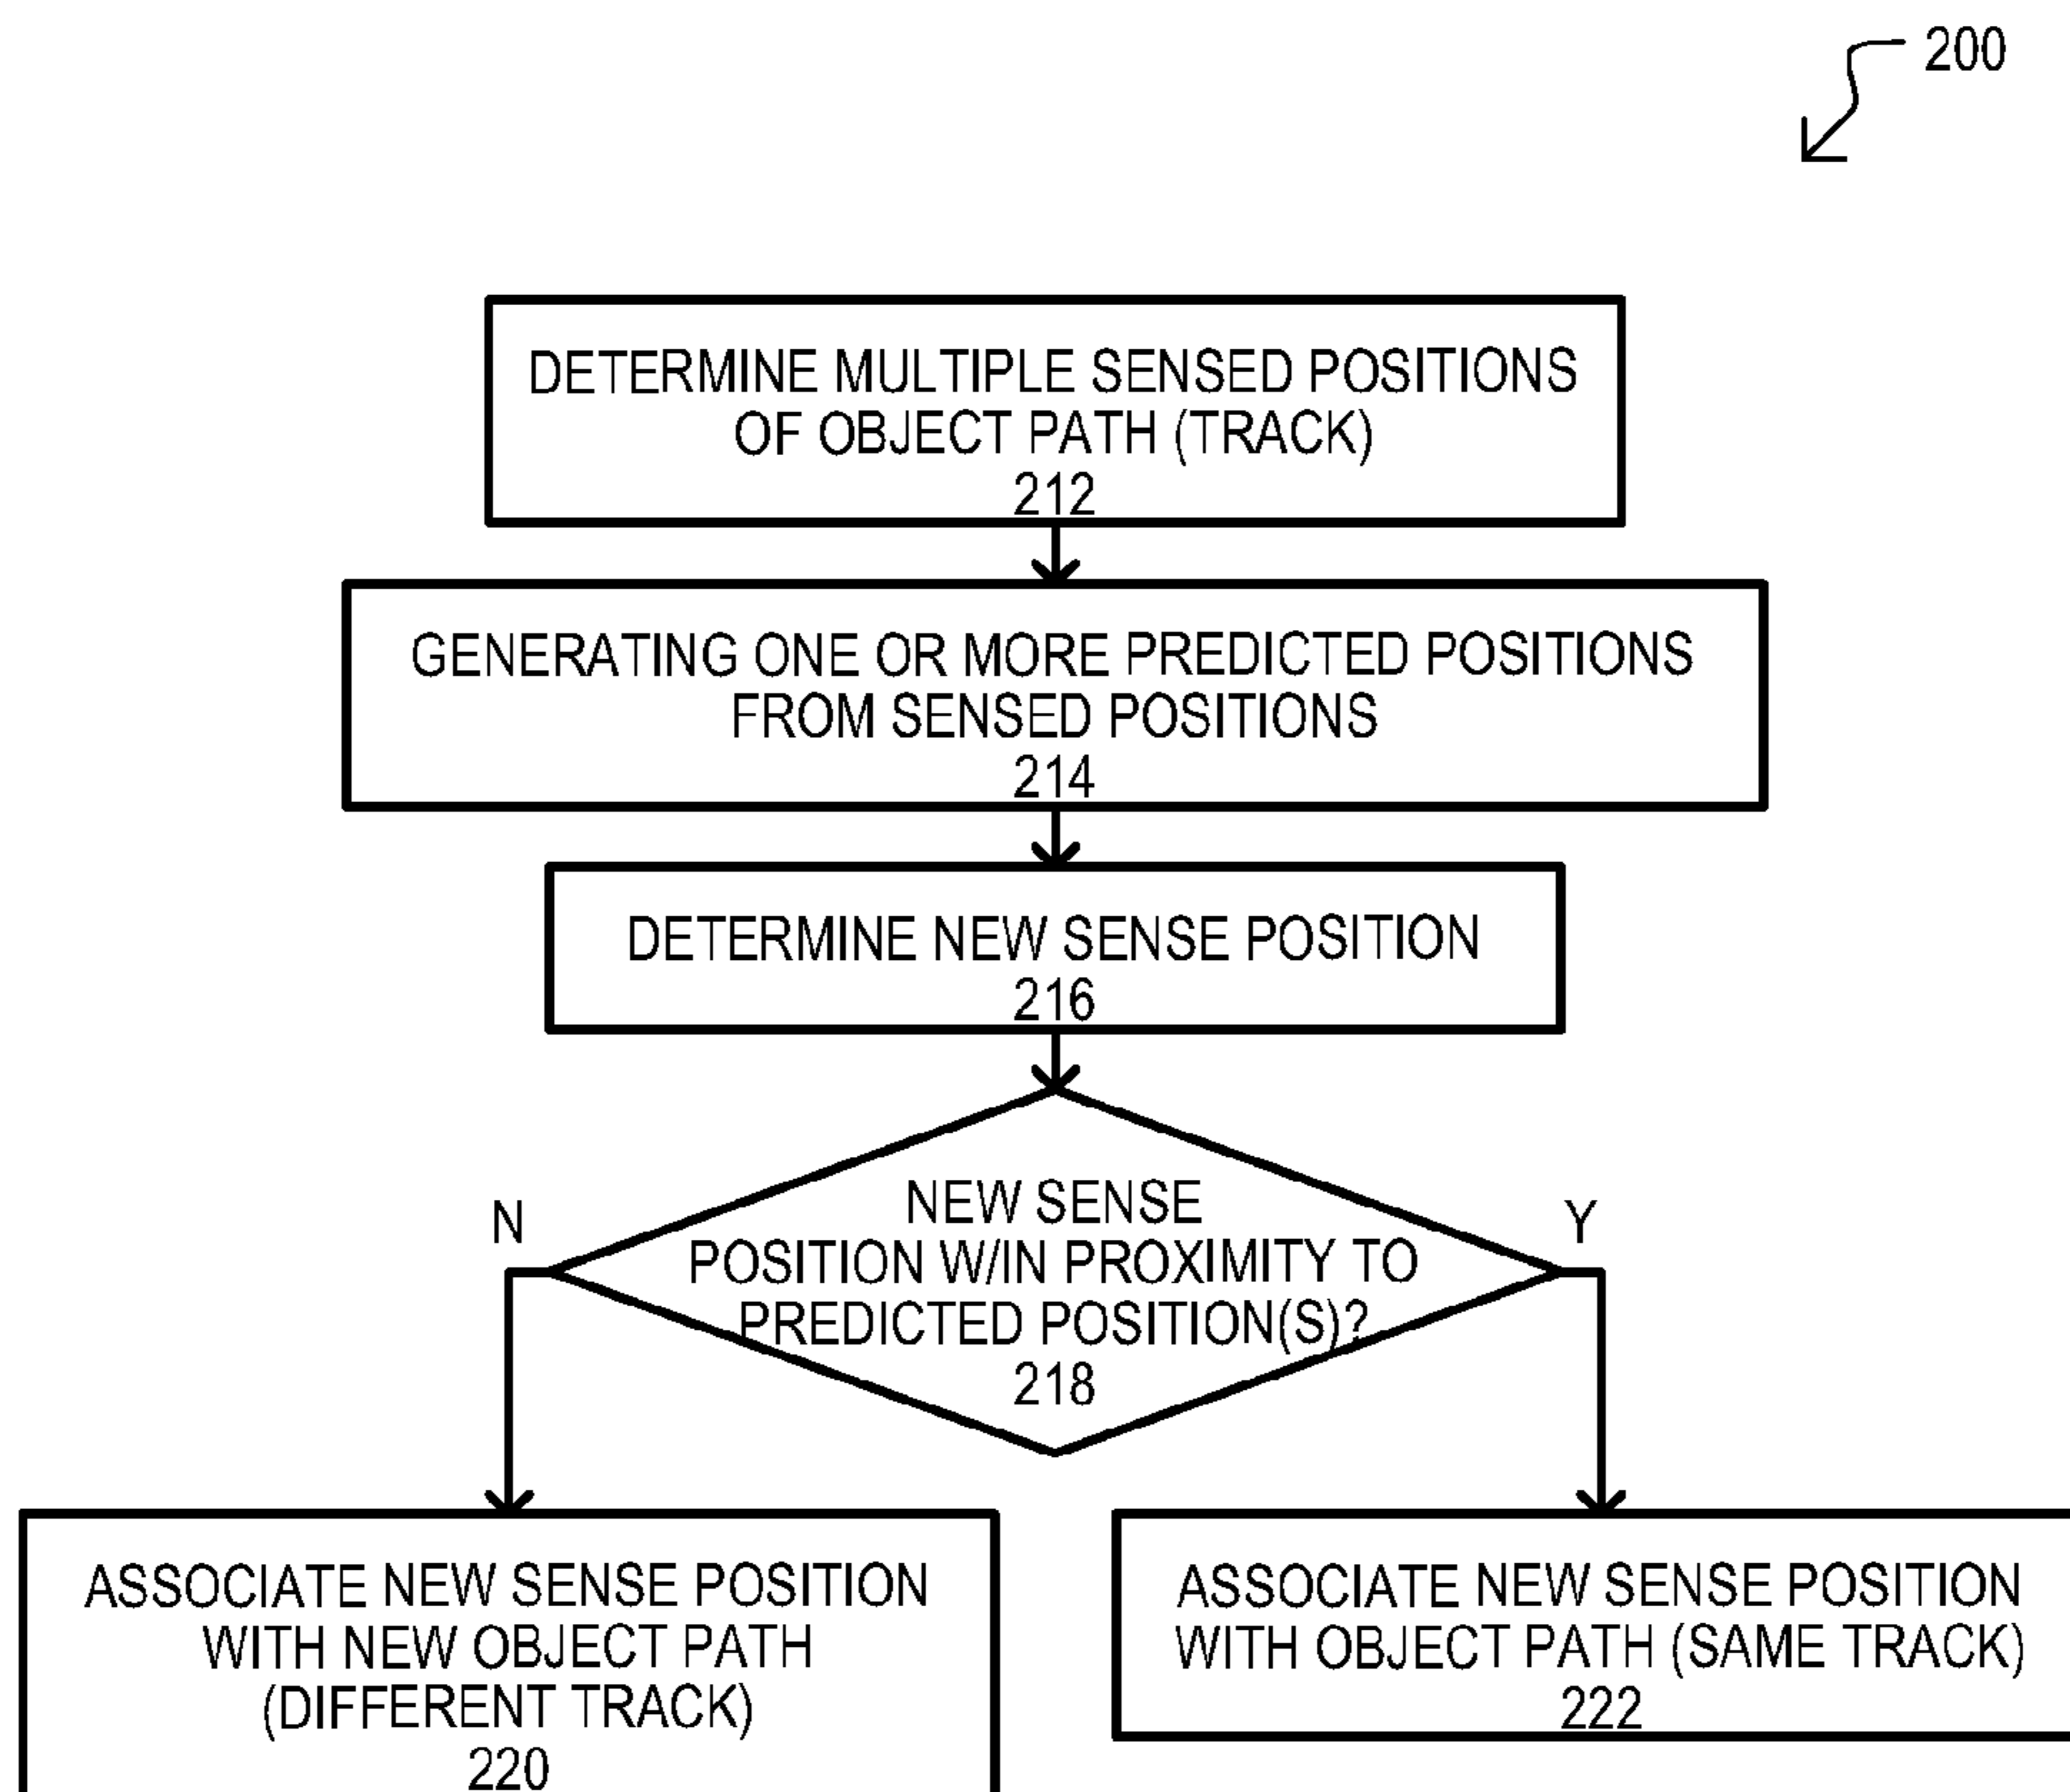 200
DETERMINE MULTIPLE SENSED POSITIONS
OF OBJECT PATH (TRACK)
212
GENERATING ONE OR MORE PREDICTED POSITIONS
FROM SENSED POSITIONS
214
DETERMINE NEW SENSE POSITION
216
NEW SENSE
POSITION W/IN PROXIMITY TO
PREDICTED POSITION(S)?
218
N
Y
ASSOCIATE NEW SENSE POSITION
WITH NEW OBJECT PATH
(DIFFERENT TRACK)
220
ASSOCIATE NEW SENSE POSITION
WITH OBJECT PATH (SAME TRACK)
222